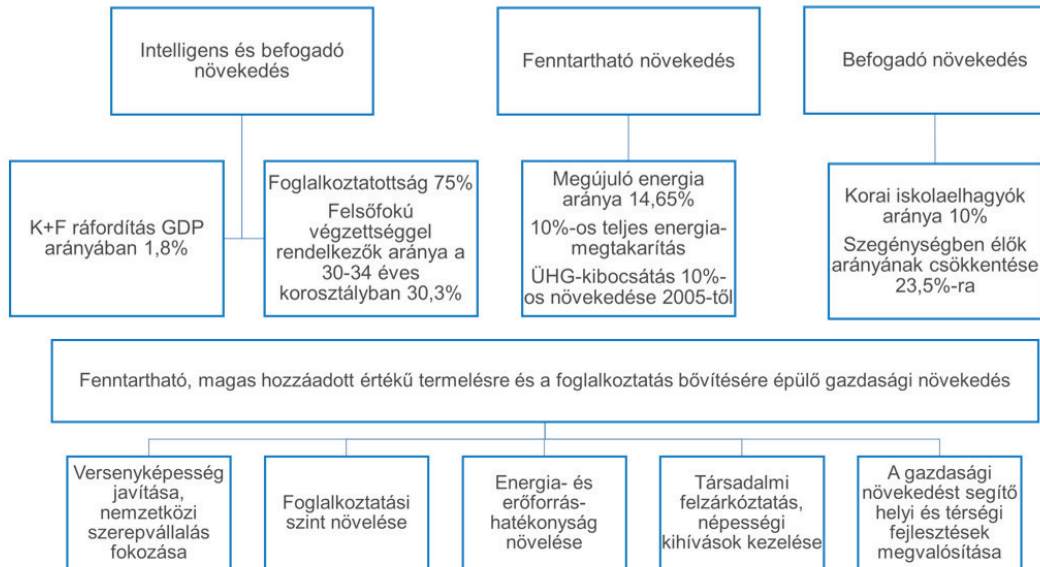 Intelligens és befogadó
növekedés
Fenntartható növekedés
Befogadó növekedés
K+F ráfordítás GDP
arányában 1,8%
Foglalkoztatottság 75%
Felsőfokú
végzettséggel
rendelkezők aránya a
30-34 éves
korosztályban 30,3%
Megújuló energia
aránya 14,65%
10%-os teljes energia-
megtakarítás
ÜHG-kibocsátás 10%-
os növekedése 2005-től
Korai iskolaelhagyók
aránya 10%
Szegénységben élők
arányának csökkentése
23,5%-ra
Fenntartható, magas hozzáadott értékű termelésre és a foglalkoztatás bővítésére épülő gazdasági növekedés
Versenyképesség
javítása,
nemzetközi
szerepvállalás
fokozása
Foglalkoztatási
szint növelése
Energia- és
erőforrás-
hatékonyság
növelése
Társadalmi
felzárkóztatás,
népességi
kihívások kezelése
A gazdasági
növekedést segítő
helyi és térségi
fejlesztések
megvalósítása